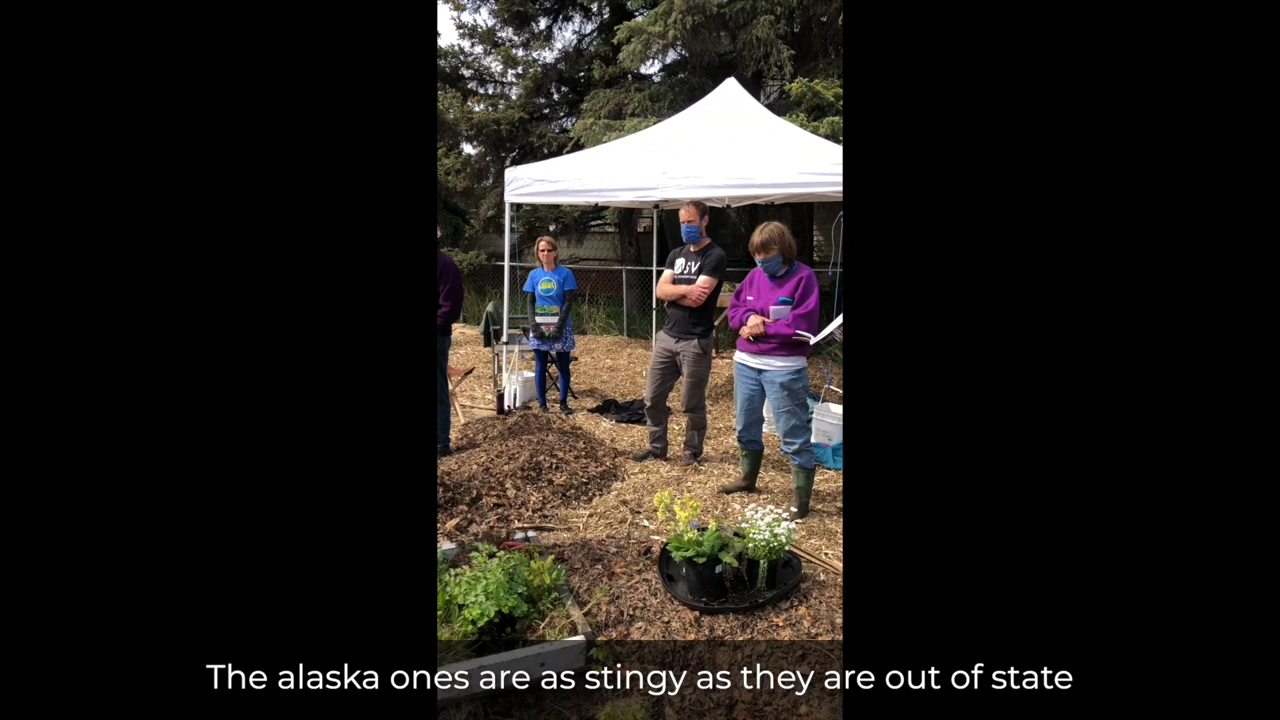 The alaska ones are as stingy as they are out of state